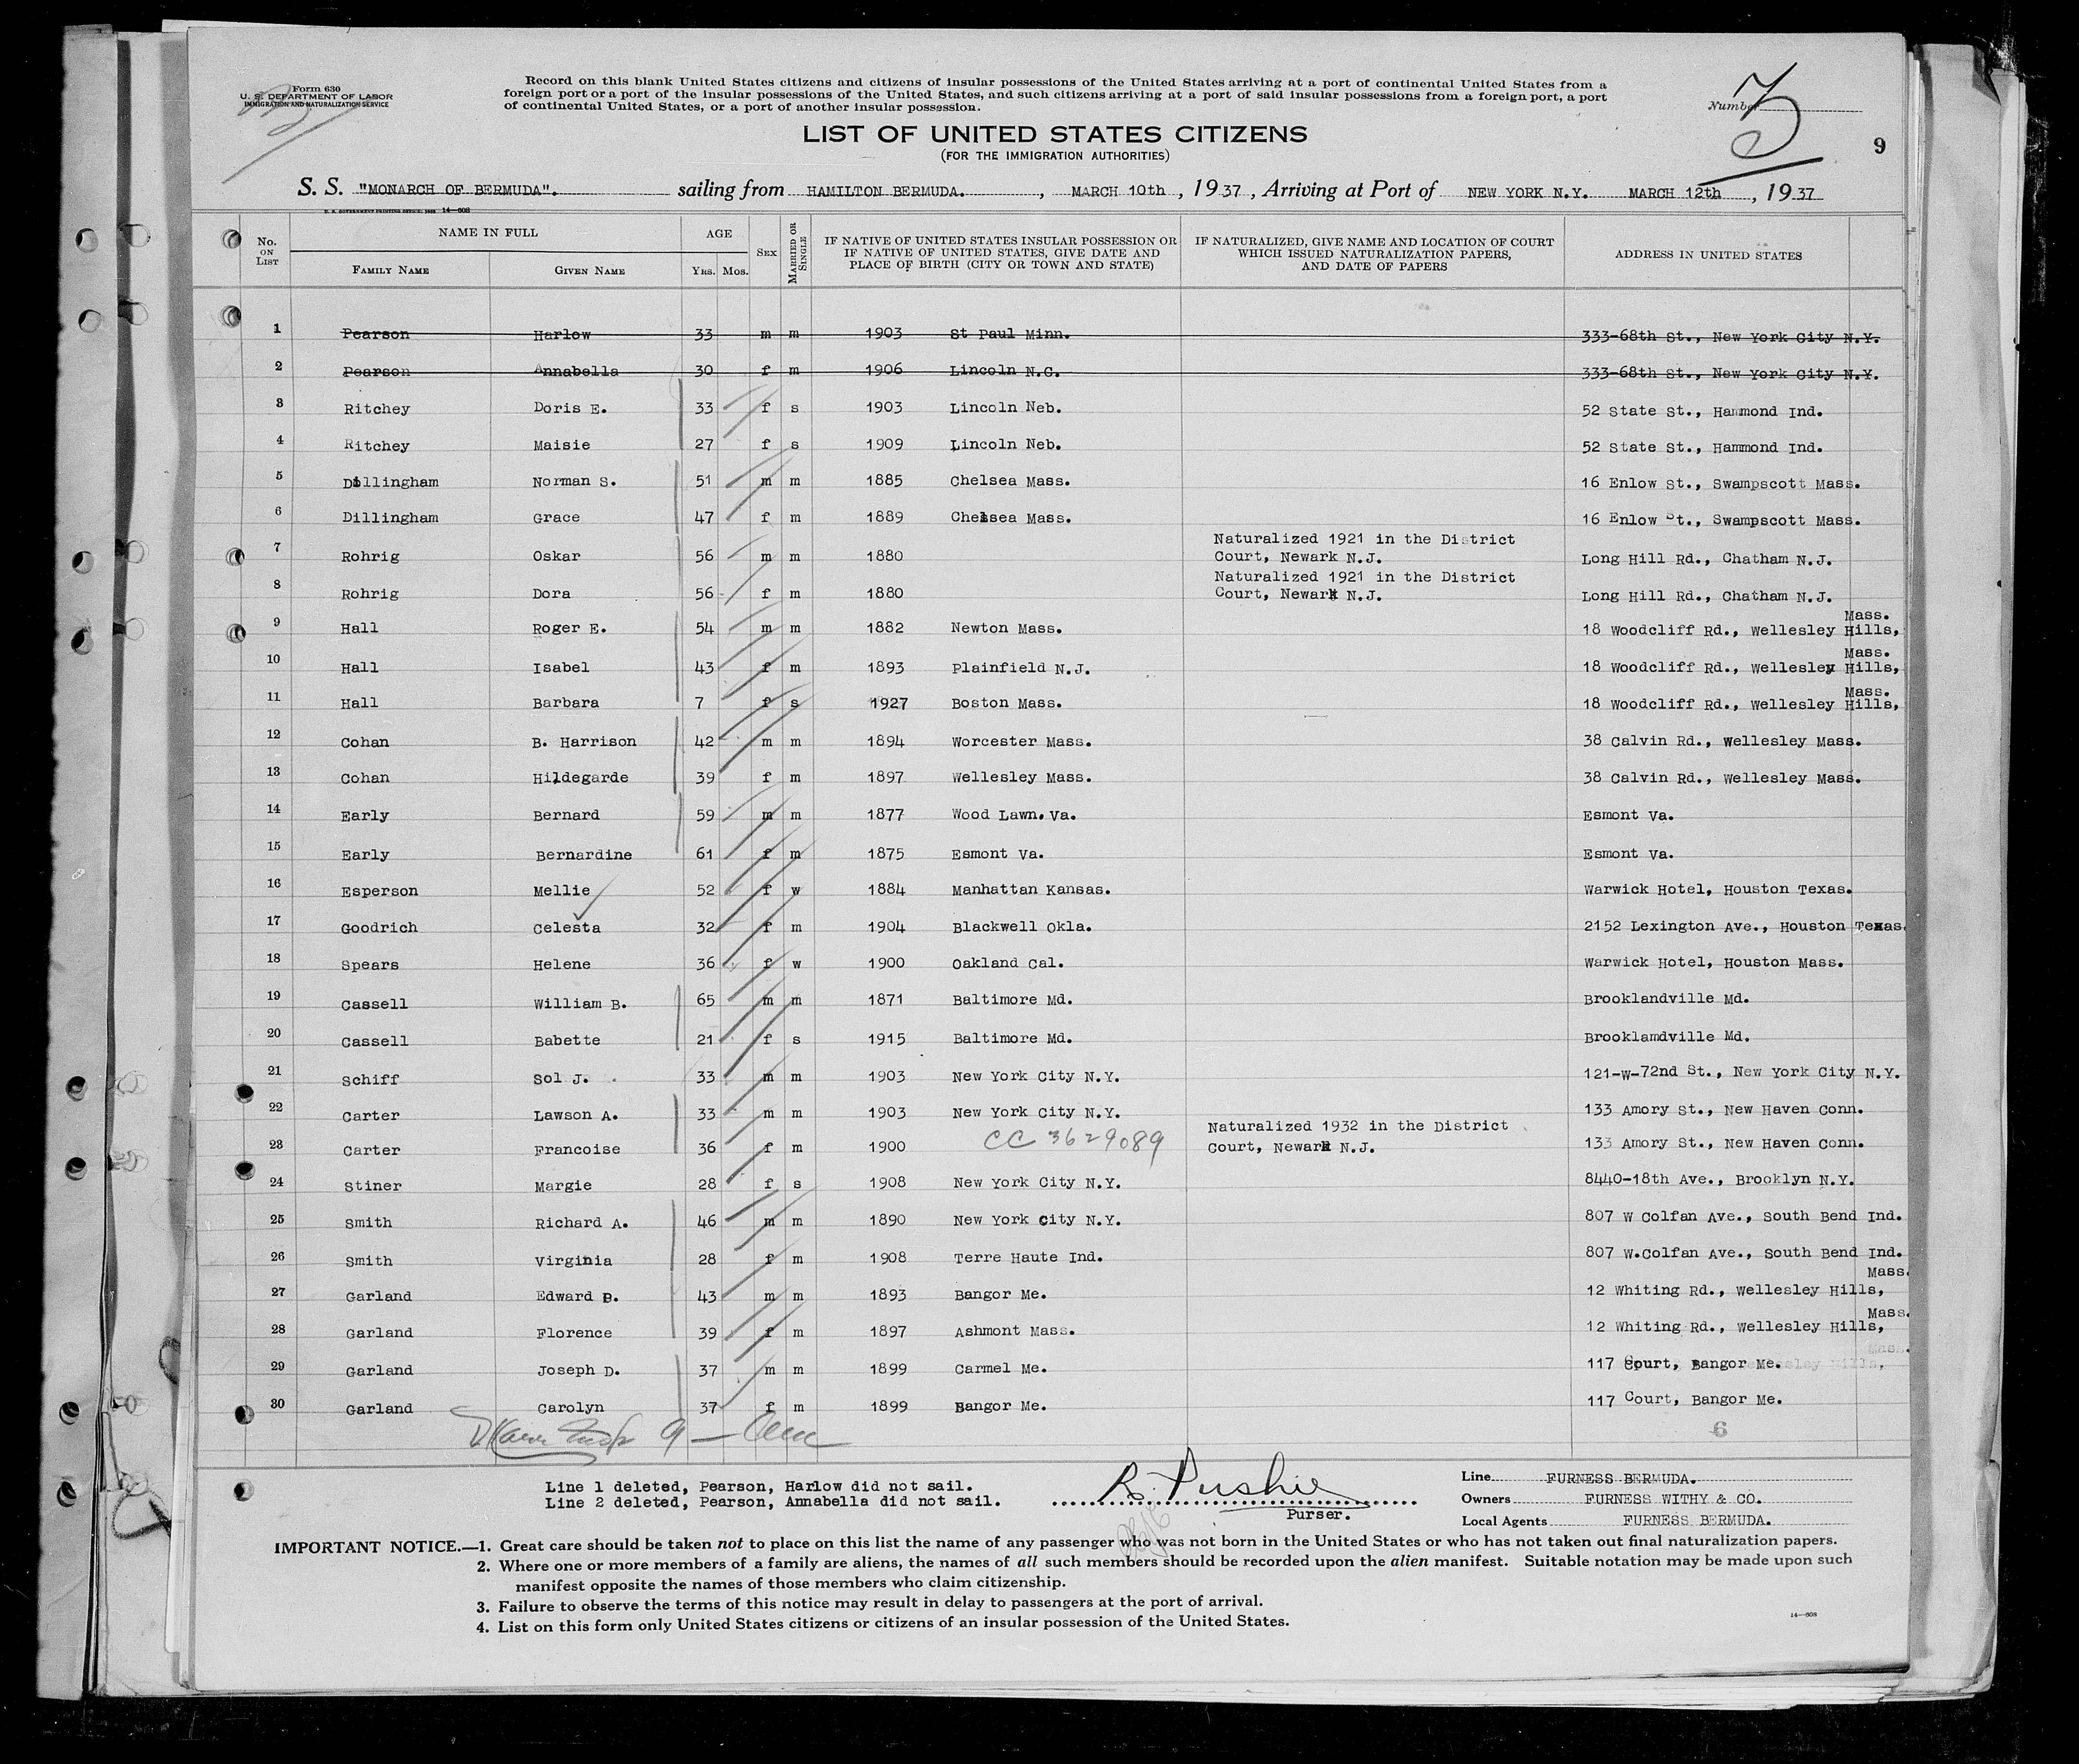 Form 630
U. S. DEPARTMENT OF LABOR
IMMIGRATION AND NATURALIZATION SERVICE
Record on this blank United States citizens and citizens of insular possessions of the United States arriving at a port of continental United States from a
foreign port or a port of the insular possessions of the United States, and such citizens arriving at a port of said insular possessions from a foreign port, a port
of continental United States, or a port of another insular possession.
Number
LIST OF UNITED STATES CITIZENS
(FOR THE IMMIGRATION AUTHORITIES)
9
S. S. "MONARCH OF BERMUDA". sailing from HAMILTON BERMUDA. , MARCH 10th , 1937 , Arriving at Port of NEW YORK N.Y. MARCH 12th , 1937
U. S. GOVERNMENT PRINTING OFFICE: 14—608
No. ON LIST NAME IN FULL FAMILY NAME GIVEN NAME AGE YRS. MOS. SEX MARRIED OR SINGLE IF NATIVE OF UNITED STATES INSULAR POSSESSION OR IF NATIVE OF UNITED STATES, GIVE DATE AND PLACE OF BIRTH (CITY OR TOWN AND STATE) IF NATURALIZED, GIVE NAME AND LOCATION OF COURT WHICH ISSUED NATURALIZATION PAPERS, AND DATE OF PAPERS ADDRESS IN UNITED STATES
1 Pearson Harlow 33 m m 1903 St Paul Minn. 333-68th St., New York City N.Y.
2 Pearson Annabella 30 f m 1906 Lincoln N.C. 333-68th St., New York City N.Y.
3 Ritchey Doris E. 33 f s 1903 Lincoln Neb. 52 State St., Hammond Ind.
4 Ritchey Maisie 27 f s 1909 Lincoln Neb. 52 State St., Hammond Ind.
5 Dillingham Norman S. 51 m m 1885 Chelsea Mass. 16 Enlow St., Swampscott Mass.
6 Dillingham Grace 47 f m 1889 Chelsea Mass. 16 Enlow St., Swampscott Mass.
7 Rohrig Oskar 56 m m 1880 Naturalized 1921 in the District Court, Newark N.J. Long Hill Rd., Chatham N.J.
8 Rohrig Dora 56 f m 1880 Naturalized 1921 in the District Court, Newark N.J. Long Hill Rd., Chatham N.J.
9 Hall Roger E. 54 m m 1882 Newton Mass. 18 Woodcliff Rd., Wellesley Hills, Mass.
10 Hall Isabel 43 f m 1893 Plainfield N.J. 18 Woodcliff Rd., Wellesley Hills, Mass.
11 Hall Barbara 7 f s 1927 Boston Mass. 18 Woodcliff Rd., Wellesley Hills, Mass.
12 Cohan B. Harrison 42 m m 1894 Worcester Mass. 38 Calvin Rd., Wellesley Mass.
13 Cohan Hildegarde 39 f m 1897 Wellesley Mass. 38 Calvin Rd., Wellesley Mass.
14 Early Bernard 59 m m 1877 Wood Lawn. Va. Esmont Va.
15 Early Bernardine 61 f m 1875 Esmont Va. Esmont Va.
16 Esperson Mellie 52 f w 1884 Manhattan Kansas. Warwick Hotel, Houston Texas.
17 Goodrich Celesta 32 f m 1904 Blackwell Okla. 2152 Lexington Ave., Houston Texas.
18 Spears Helene 36 f w 1900 Oakland Cal. Warwick Hotel, Houston Mass.
19 Cassell William B. 65 m m 1871 Baltimore Md. Brooklandville Md.
20 Cassell Babette 21 f s 1915 Baltimore Md. Brooklamdville Md.
21 Schiff Sol J. 33 m m 1903 New York City N.Y. 121-W-72nd St., New York City N.Y.
22 Carter Lawson A. 33 m m 1903 New York City N.Y. 133 Amory St., New Haven Conn.
23 Carter Francoise 36 f m 1900 CC 3629089 Naturalized 1932 in the District Court, Newark N.J. 133 Amory St., New Haven Conn.
24 Stiner Margie 28 f s 1908 New York City N.Y. 8440-18th Ave., Brooklyn N.Y.
25 Smith Richard A. 46 m m 1890 New York City N.Y. 807 W Colfan Ave., South Bend Ind.
26 Smith Virginia 28 f m 1908 Terre Haute Ind. 807 W.Colfan Ave., South Bend Ind.
27 Garland Edward P. 43 m m 1893 Bangor Me. 12 Whiting Rd., Wellesley Hills, Mass.
28 Garland Florence 39 f m 1897 Ashmont Mass. 12 Whiting Rd., Wellesley Hills, Mass.
29 Garland Joseph D. 37 m m 1899 Carmel Me. 117 Court, Bangor Me.
30 Garland Carolyn 37 f m 1899 Bangor Me. 117 Court, Bangor Me.
6
Line 1 deleted, Pearson, Harlow did not sail.
Line 2 deleted, Pearson, Annabella did not sail.
R. Pushie
Purser.
Line FURNESS BERMUDA.
Owners FURNESS WITHY & CO.
Local Agents FURNESS BERMUDA.
IMPORTANT NOTICE.—1. Great care should be taken not to place on this list the name of any passenger who was not born in the United States or who has not taken out final naturalization papers.
2. Where one or more members of a family are aliens, the names of all such members should be recorded upon the alien manifest. Suitable notation may be made upon such
manifest opposite the names of those members who claim citizenship.
3. Failure to observe the terms of this notice may result in delay to passengers at the port of arrival.
4. List on this form only United States citizens or citizens of an insular possession of the United States.
14—608